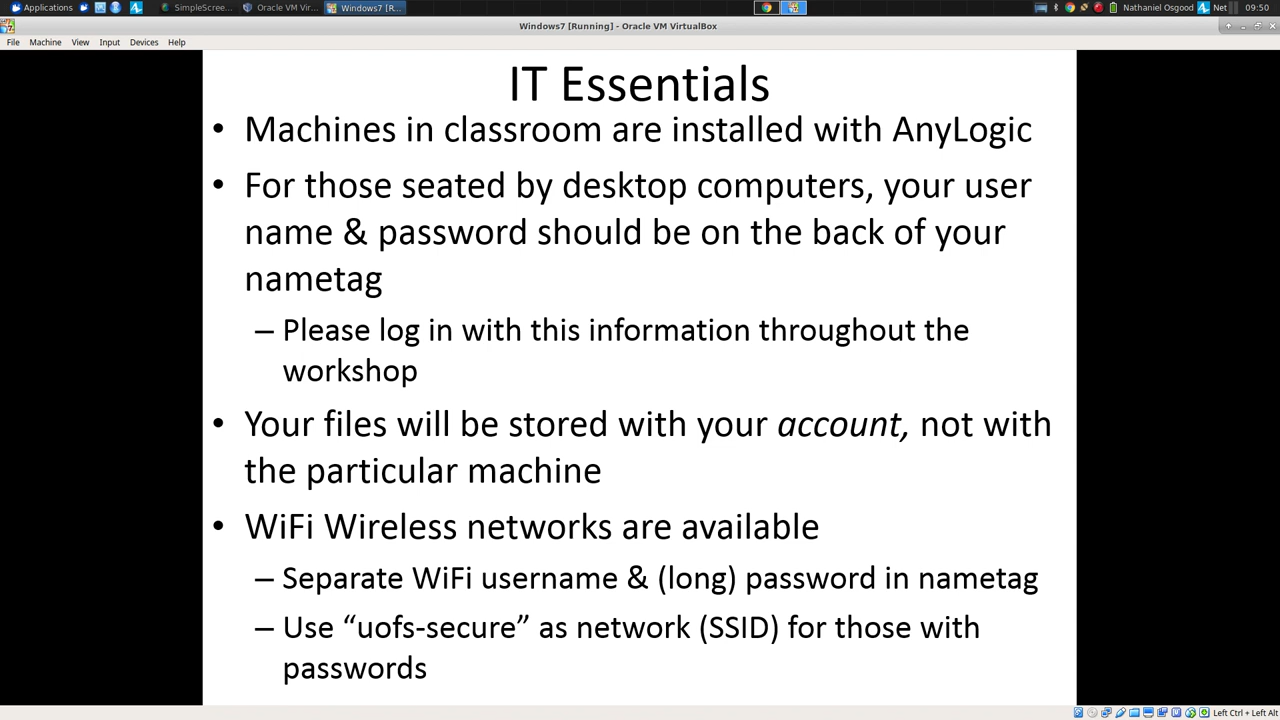 Applications SimpleScree... Oracle VM Vir... Windows7 [R... Nathaniel Osgood Net 09:50
Windows7 [Running] - Oracle VM VirtualBox
File Machine View Input Devices Help
IT Essentials
• Machines in classroom are installed with AnyLogic
• For those seated by desktop computers, your user
name & password should be on the back of your
nametag
– Please log in with this information throughout the
workshop
• Your files will be stored with your account, not with
the particular machine
• WiFi Wireless networks are available
– Separate WiFi username & (long) password in nametag
– Use “uofs-secure” as network (SSID) for those with
passwords
Left Ctrl + Left Alt